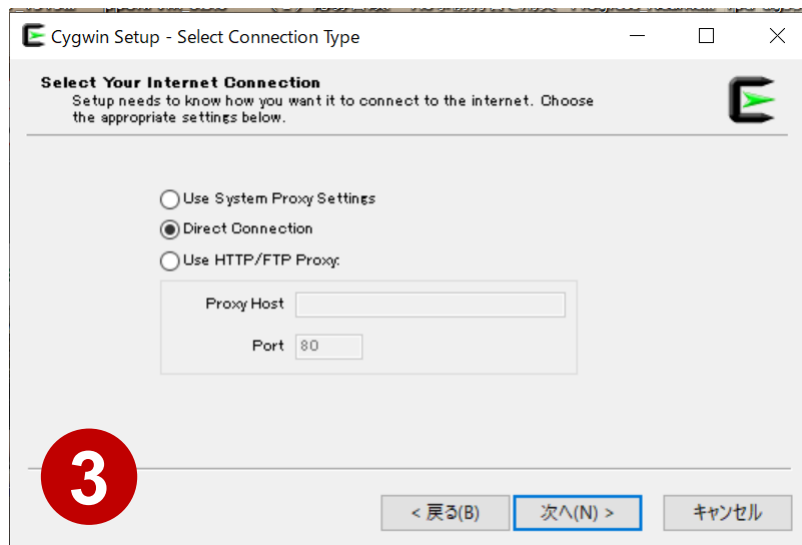 Cygwin Setup - Select Connection Type
Select Your Internet Connection
Setup needs to know how you want it to connect to the internet. Choose
the appropriate settings below.
Use System Proxy Settings
Direct Connection
Use HTTP/FTP Proxy:
Proxy Host
Port 80
3
< 戻る(B) 次へ(N) > キャンセル